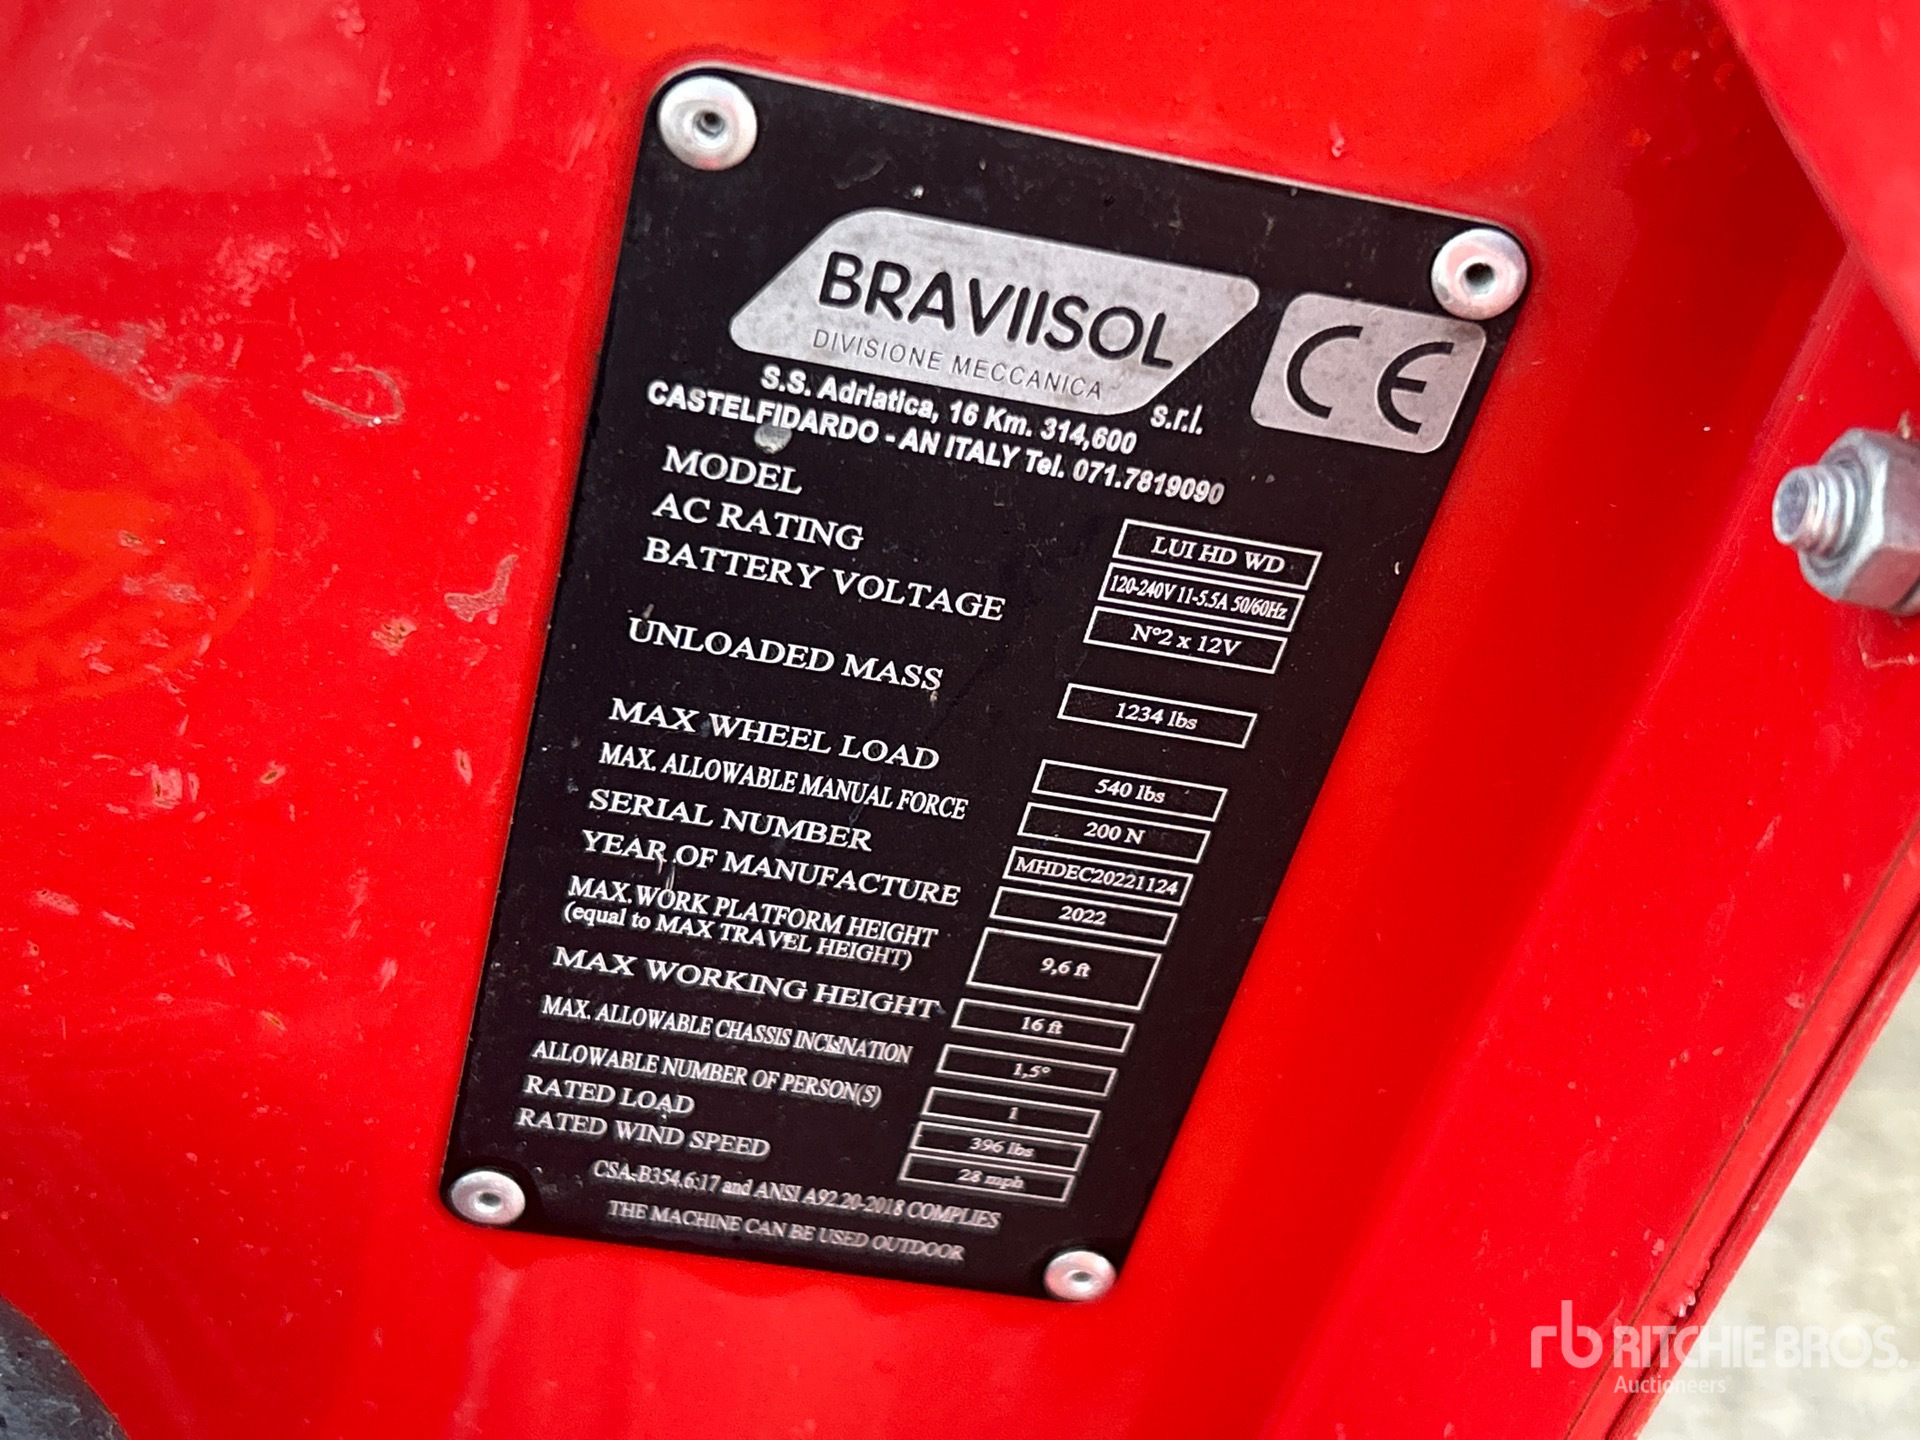 BRAVIISOL
DIVISIONE MECCANICA
s.r.l.
CE
S.S. Adriatica, 16 Km. 314,600
CASTELFIDARDO - AN ITALY Tel. 071.7819090
MODEL LUI HD WD
AC RATING 120-240V 11-5.5A 50/60Hz
BATTERY VOLTAGE N°2 x 12V
UNLOADED MASS 1234 lbs
MAX WHEEL LOAD 540 lbs
MAX. ALLOWABLE MANUAL FORCE 200 N
SERIAL NUMBER MHDEC20221124
YEAR OF MANUFACTURE 2022
MAX. WORK PLATFORM HEIGHT 9,6 ft
(equal to MAX TRAVEL HEIGHT)
MAX WORKING HEIGHT 16 ft
MAX. ALLOWABLE CHASSIS INCLINATION 1,5°
ALLOWABLE NUMBER OF PERSON(S) 1
RATED LOAD 396 lbs
RATED WIND SPEED 28 mph
CSA-B354.6:17 and ANSI A92.20-2018 COMPLIES
THE MACHINE CAN BE USED OUTDOOR
rb RITCHIE BROS.
Auctioneers